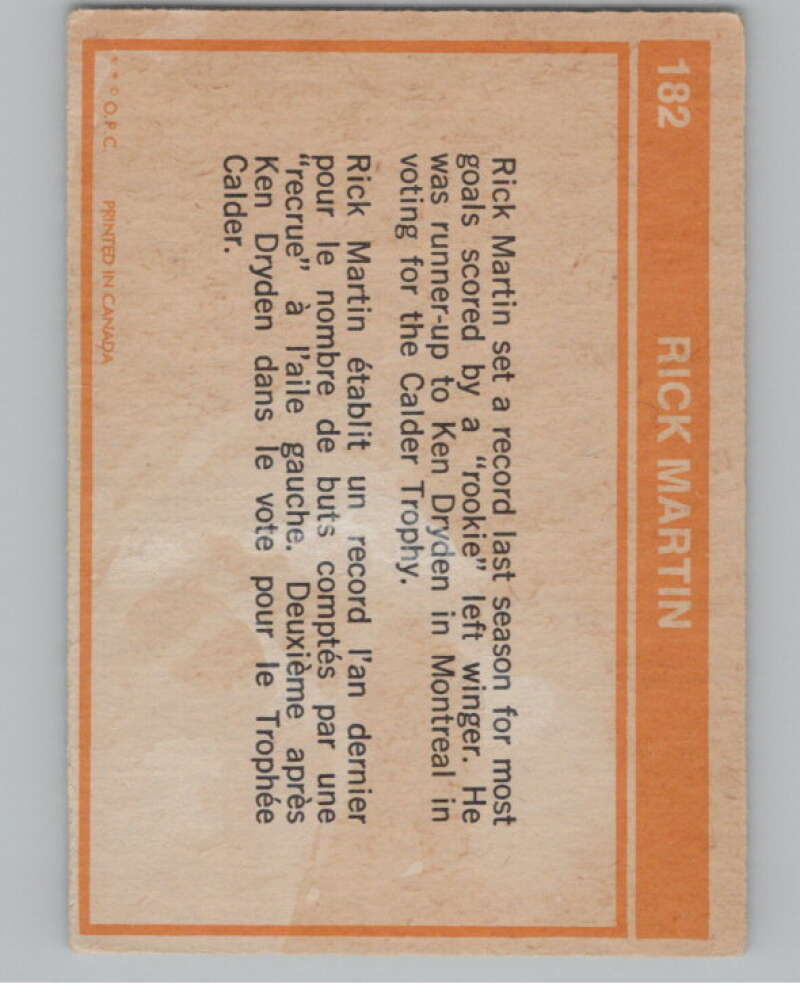 182 RICK MARTIN
Rick Martin set a record last season for most
goals scored by a "rookie" left winger. He
was runner-up to Ken Dryden in Montreal in
voting for the Calder Trophy.
Rick Martin établit un record l'an dernier
pour le nombre de buts comptés par une
"recrue" à l'aile gauche. Deuxième après
Ken Dryden dans le vote pour le Trophée
Calder.
* * © O.P.C. PRINTED IN CANADA